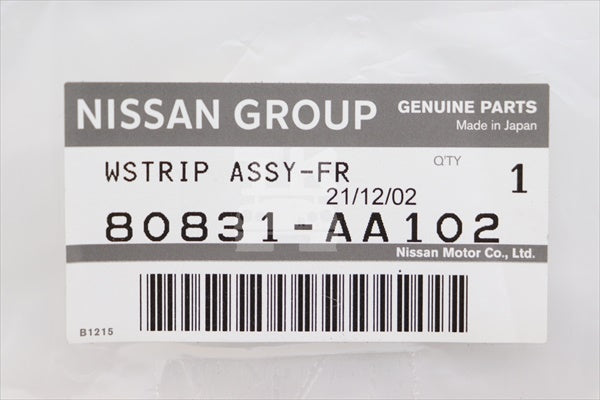 NISSAN GROUP
GENUINE PARTS
Made in Japan
WSTRIP ASSY-FR
Q'TY
1
21/12/02
80831-AA102
Nissan Motor Co., Ltd.
B1215